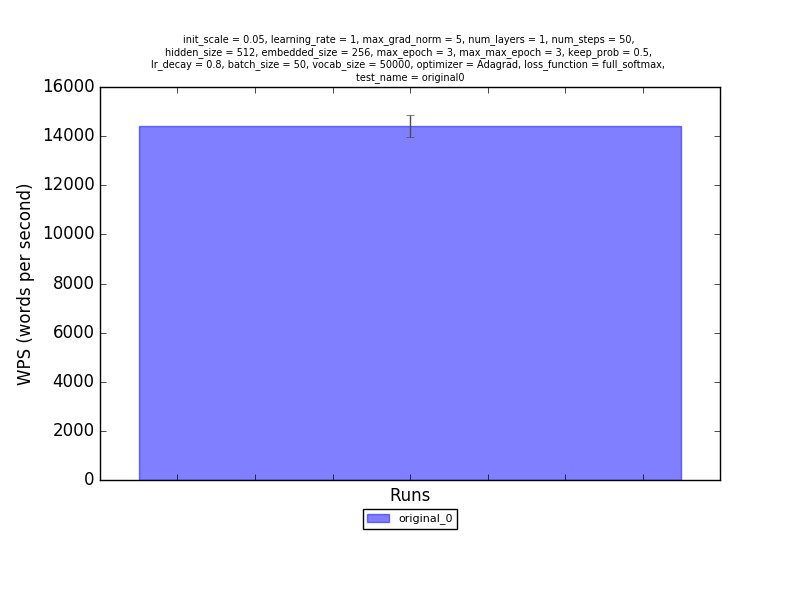 init_scale = 0.05, learning_rate = 1, max_grad_norm = 5, num_layers = 1, num_steps = 50,
hidden_size = 512, embedded_size = 256, max_epoch = 3, max_max_epoch = 3, keep_prob = 0.5,
lr_decay = 0.8, batch_size = 50, vocab_size = 50000, optimizer = Adagrad, loss_function = full_softmax,
test_name = original0
16000
14000
12000
10000
8000
6000
4000
2000
0
WPS (words per second)
Runs
original_0